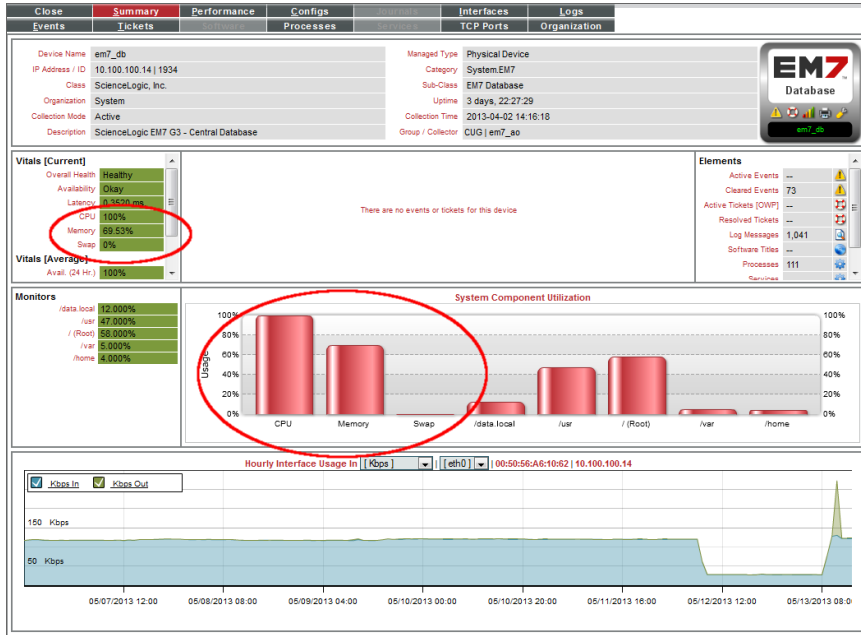 Close Summary Performance Configs Journals Interfaces Logs
Events Tickets Software Processes Services TCP Ports Organization
Device Name em7_db Managed Type Physical Device
IP Address / ID 10.100.100.14 | 1934 Category System.EM7
Class ScienceLogic, Inc. Sub-Class EM7 Database
Organization System Uptime 3 days, 22:27:29
Collection Mode Active Collection Time 2013-04-02 14:16:18
Description ScienceLogic EM7 G3 - Central Database Group / Collector CUG | em7_ao
EM7
Database
em7_db
Vitals [Current]
Overall Health Healthy
Availability Okay
Latency 0.3520 ms
CPU 100%
Memory 69.53%
Swap 0%
Vitals [Average]
Avail. (24 Hr.) 100%
There are no events or tickets for this device
Elements
Active Events --
Cleared Events 73
Active Tickets [OWP] --
Resolved Tickets --
Log Messages 1,041
Software Titles --
Processes 111
Services
Monitors
/data.local 12.000%
/usr 47.000%
/ (Root) 58.000%
/var 5.000%
/home 4.000%
System Component Utilization
Usage
100% 100%
80% 80%
60% 60%
40% 40%
20% 20%
0% 0%
CPU Memory Swap /data.local /usr / (Root) /var /home
Hourly Interface Usage In [ Kbps ] | [ eth0 ] | 00:50:56:A6:10:62 | 10.100.100.14
Kbps In Kbps Out
150 Kbps
50 Kbps
05/07/2013 12:00 05/08/2013 08:00 05/09/2013 04:00 05/10/2013 00:00 05/10/2013 20:00 05/11/2013 16:00 05/12/2013 12:00 05/13/2013 08:0